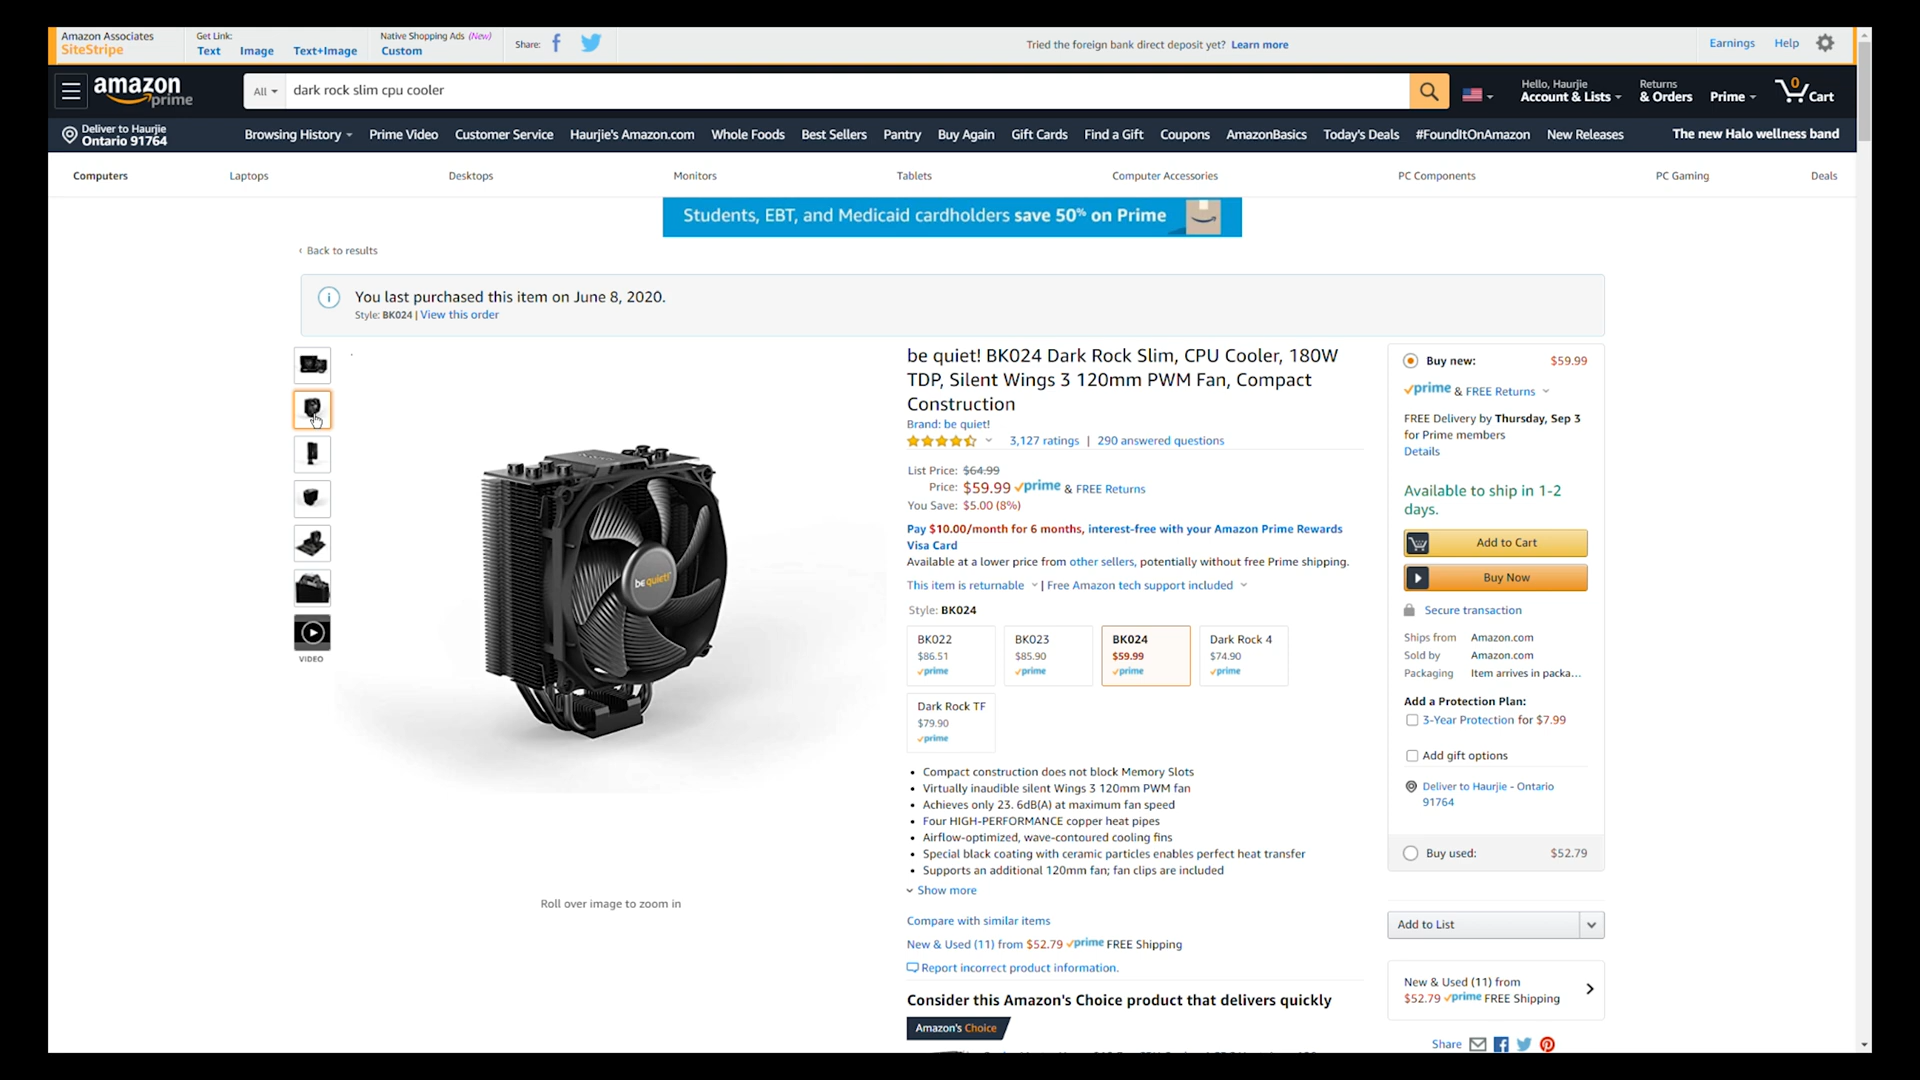 Amazon Associates
SiteStripe
Get Link:
Text Image Text+Image
Native Shopping Ads (New)
Custom
Share:
Tried the foreign bank direct deposit yet? Learn more
Earnings Help
amazon prime
All
dark rock slim cpu cooler
Hello, Haurjie
Account & Lists
Returns
& Orders
Prime
0
Cart
Deliver to Haurjie
Ontario 91764
Browsing History Prime Video Customer Service Haurjie's Amazon.com Whole Foods Best Sellers Pantry Buy Again Gift Cards Find a Gift Coupons AmazonBasics Today's Deals #FoundItOnAmazon New Releases The new Halo wellness band
Computers Laptops Desktops Monitors Tablets Computer Accessories PC Components PC Gaming Deals
Students, EBT, and Medicaid cardholders save 50% on Prime
‹ Back to results
You last purchased this item on June 8, 2020.
Style: BK024 | View this order
VIDEO
be quiet!
Roll over image to zoom in
be quiet! BK024 Dark Rock Slim, CPU Cooler, 180W
TDP, Silent Wings 3 120mm PWM Fan, Compact
Construction
Brand: be quiet!
3,127 ratings | 290 answered questions
List Price: $64.99
Price: $59.99 prime & FREE Returns
You Save: $5.00 (8%)
Pay $10.00/month for 6 months, interest-free with your Amazon Prime Rewards
Visa Card
Available at a lower price from other sellers, potentially without free Prime shipping.
This item is returnable | Free Amazon tech support included
Style: BK024
BK022
$86.51
prime
BK023
$85.90
prime
BK024
$59.99
prime
Dark Rock 4
$74.90
prime
Dark Rock TF
$79.90
prime
• Compact construction does not block Memory Slots
• Virtually inaudible silent Wings 3 120mm PWM fan
• Achieves only 23. 6dB(A) at maximum fan speed
• Four HIGH-PERFORMANCE copper heat pipes
• Airflow-optimized, wave-contoured cooling fins
• Special black coating with ceramic particles enables perfect heat transfer
• Supports an additional 120mm fan; fan clips are included
Show more
Compare with similar items
New & Used (11) from $52.79 prime FREE Shipping
Report incorrect product information.
Consider this Amazon's Choice product that delivers quickly
Amazon's Choice
Buy new: $59.99
prime & FREE Returns
FREE Delivery by Thursday, Sep 3
for Prime members
Details
Available to ship in 1-2
days.
Add to Cart
Buy Now
Secure transaction
Ships from Amazon.com
Sold by Amazon.com
Packaging Item arrives in packa…
Add a Protection Plan:
3-Year Protection for $7.99
Add gift options
Deliver to Haurjie - Ontario
91764
Buy used: $52.79
Add to List
New & Used (11) from
$52.79 prime FREE Shipping
Share